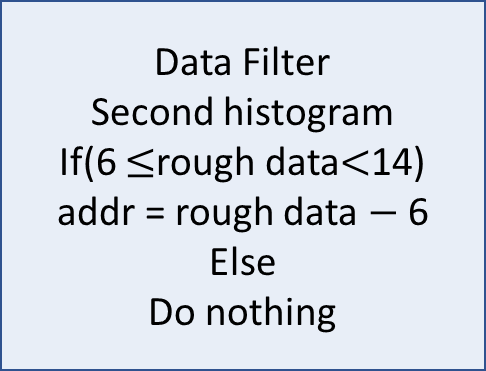 Data Filter
Second histogram
If(6 ≤rough data<14)
addr = rough data − 6
Else
Do nothing